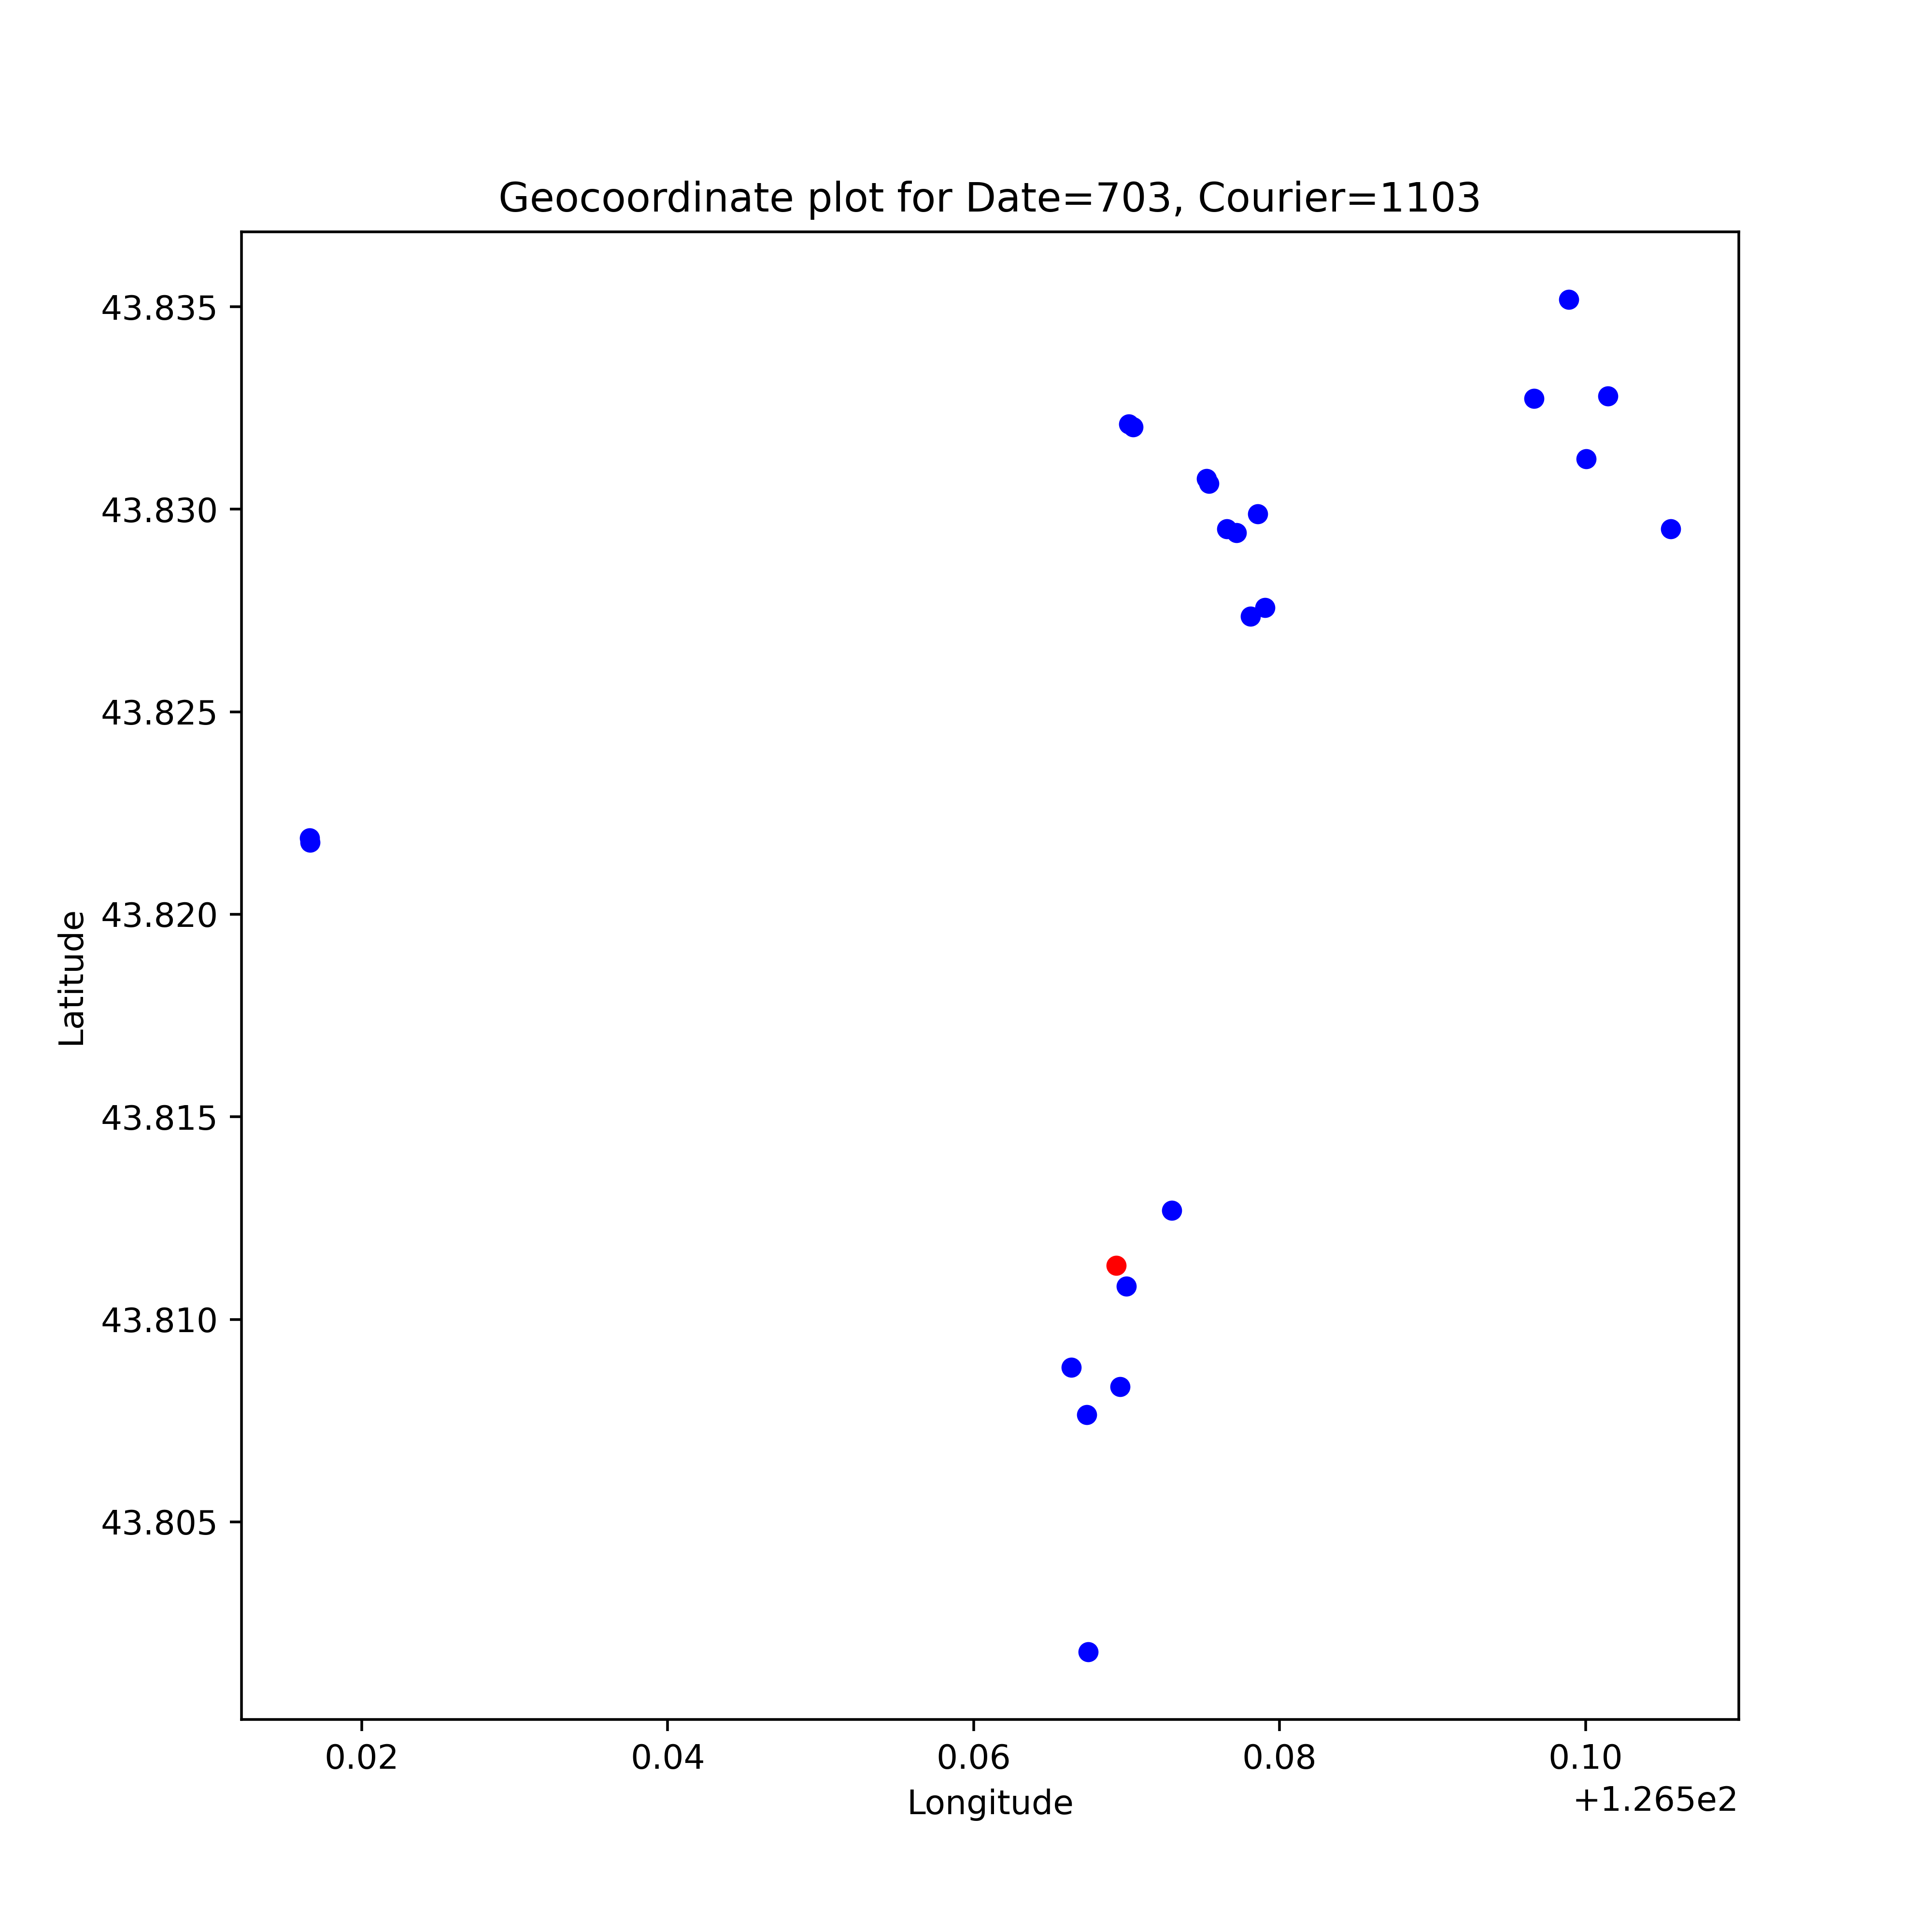 Geocoordinate plot for Date=703, Courier=1103
43.835
43.830
43.825
43.820
43.815
43.810
43.805
Latitude
0.02 0.04 0.06 0.08 0.10
Longitude
+1.265e2